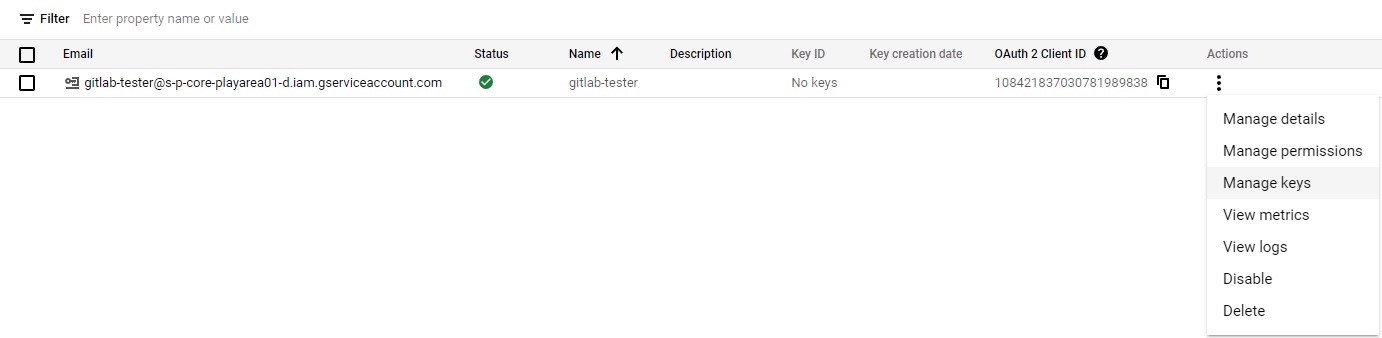 Filter Enter property name or value
Email Status Name Description Key ID Key creation date OAuth 2 Client ID Actions
gitlab-tester@s-p-core-playarea01-d.iam.gserviceaccount.com gitlab-tester No keys 108421837030781989838
Manage details
Manage permissions
Manage keys
View metrics
View logs
Disable
Delete